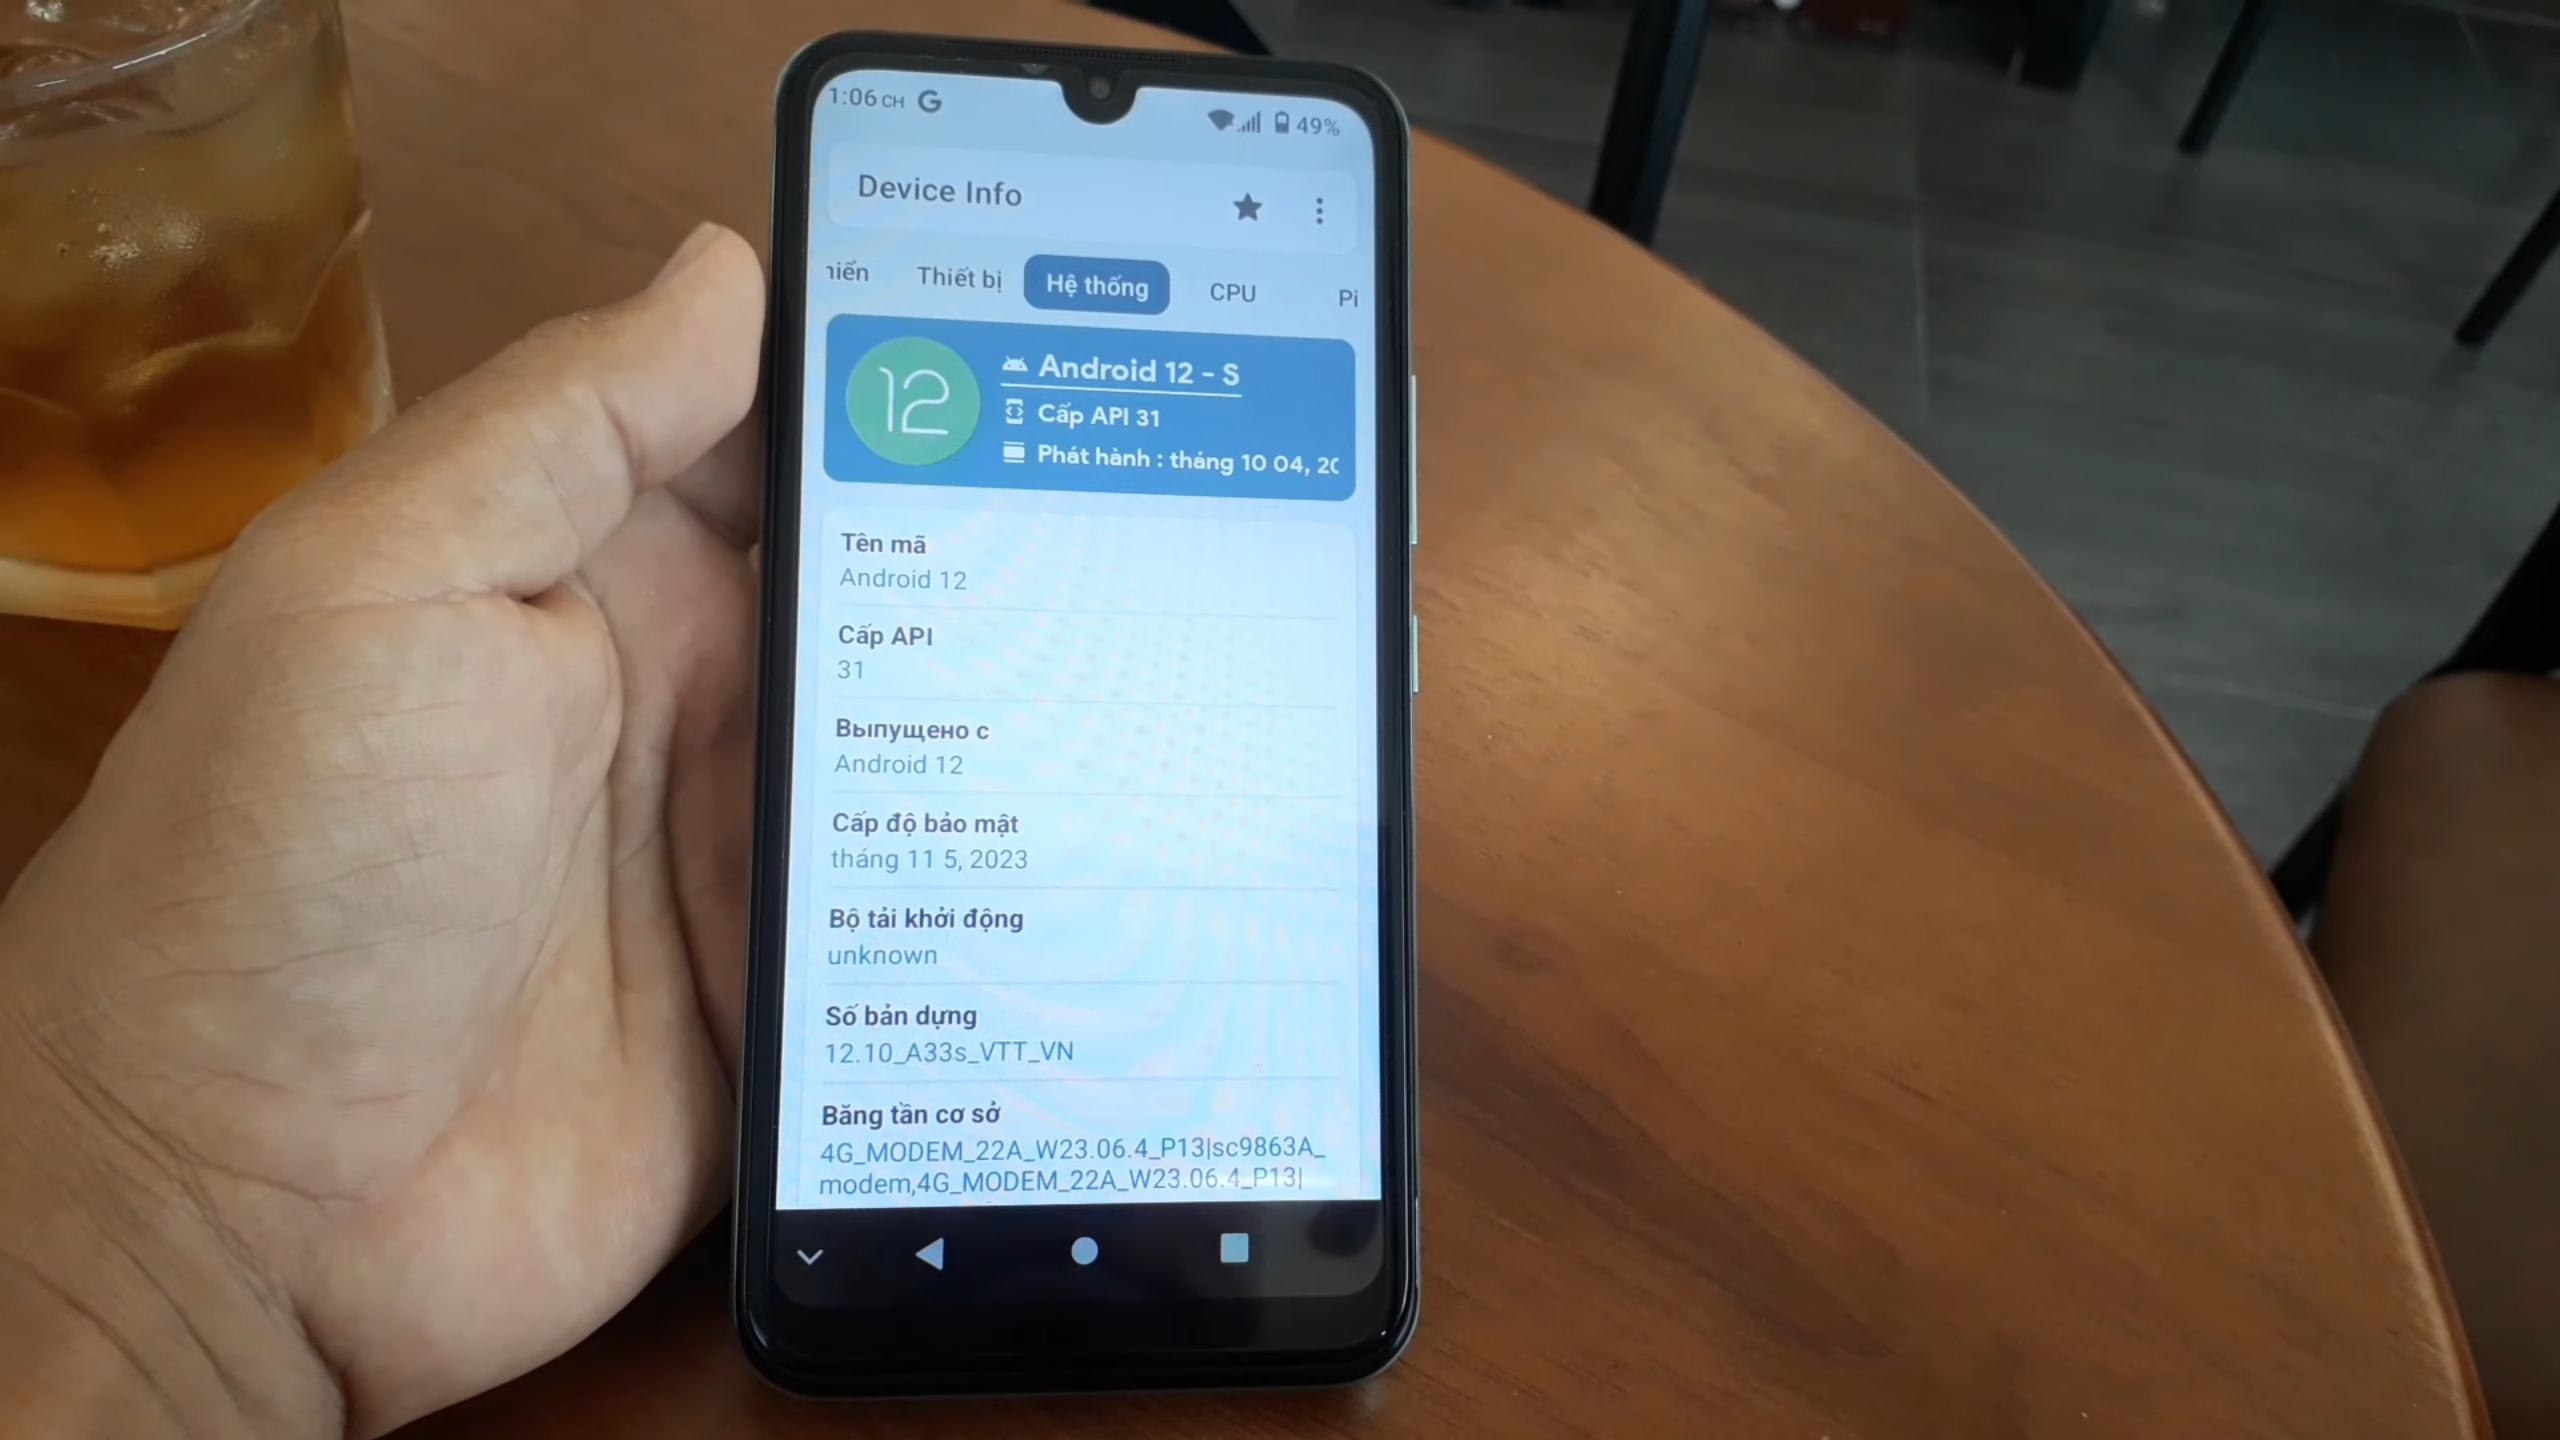 1:06 CH G
49%
Device Info
Thiết bị
Hệ thống
CPU
12
Android 12 - S
Cấp API 31
Phát hành : tháng 10 04, 20
Tên mã
Android 12
Cấp API
31
Выпущено с
Android 12
Cấp độ bảo mật
tháng 11 5, 2023
Bộ tải khởi động
unknown
Số bản dựng
12.10_A33s_VTT_VN
Băng tần cơ sở
4G_MODEM_22A_W23.06.4_P13|sc9863A_
modem,4G_MODEM_22A_W23.06.4_P13|